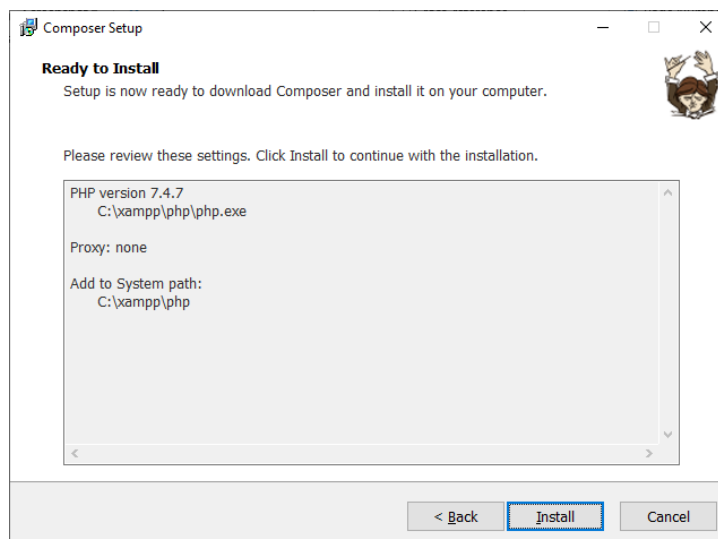 Composer Setup
Ready to Install
Setup is now ready to download Composer and install it on your computer.
Please review these settings. Click Install to continue with the installation.
PHP version 7.4.7
C:\xampp\php\php.exe
Proxy: none
Add to System path:
C:\xampp\php
< Back
Install
Cancel